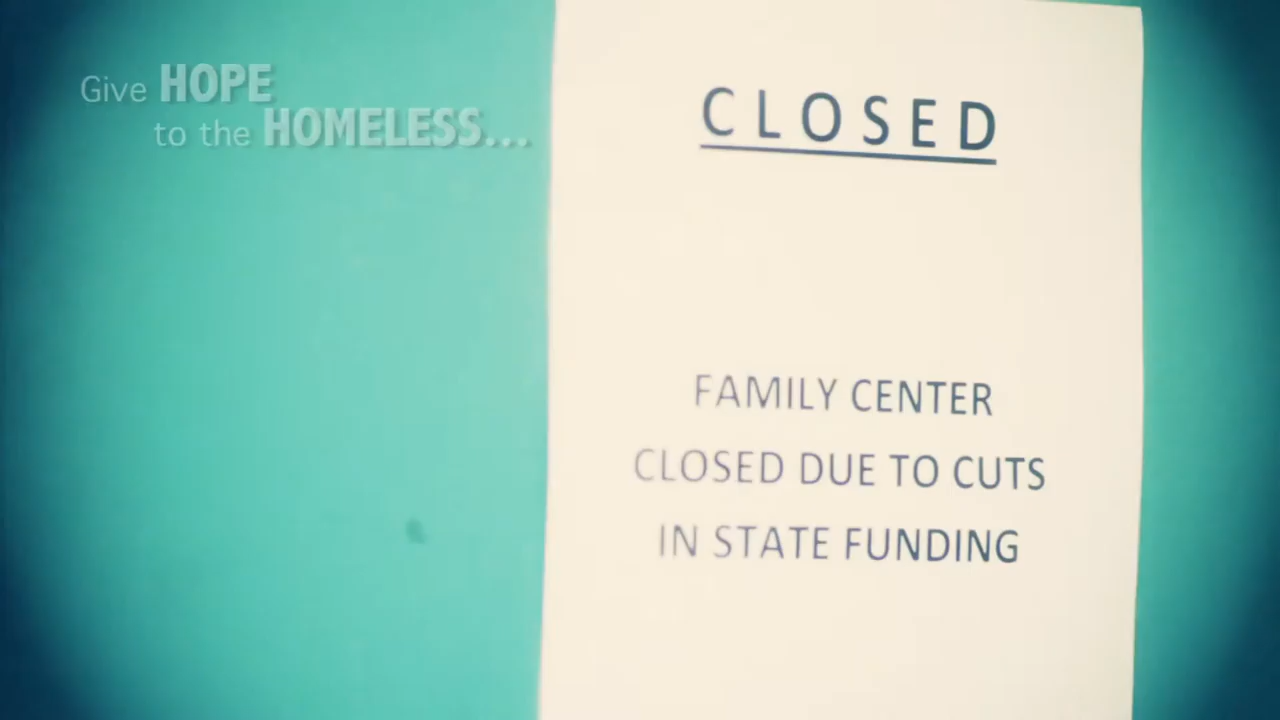 Give HOPE
to the HOMELESS...
CLOSED
FAMILY CENTER
CLOSED DUE TO CUTS
IN STATE FUNDING